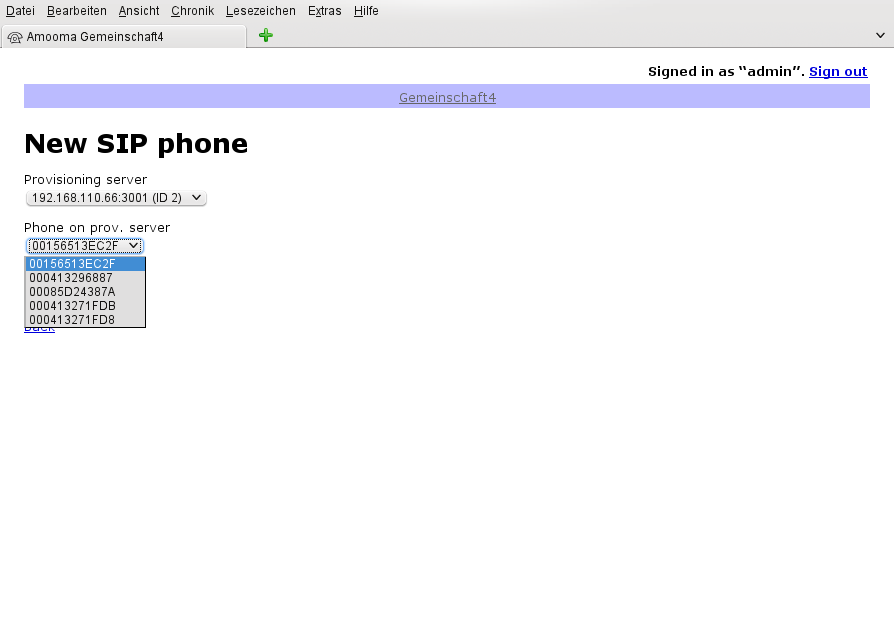 Datei Bearbeiten Ansicht Chronik Lesezeichen Extras Hilfe
Amooma Gemeinschaft4
Signed in as “admin”. Sign out
Gemeinschaft4
New SIP phone
Provisioning server
192.168.110.66:3001 (ID 2)
Phone on prov. server
00156513EC2F
00156513EC2F
000413296887
00085D24387A
000413271FDB
000413271FD8
Back